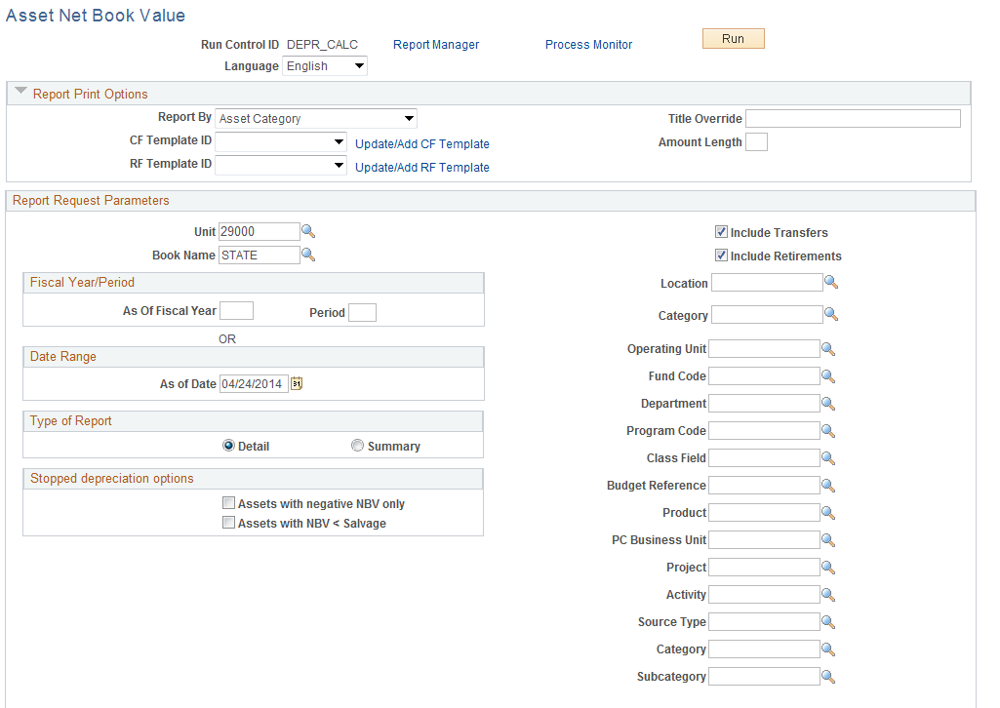 Asset Net Book Value
Run Control ID DEPR_CALC Report Manager Process Monitor Run
Language English
Report Print Options
Report By Asset Category Title Override
CF Template ID Update/Add CF Template Amount Length
RF Template ID Update/Add RF Template
Report Request Parameters
Unit 29000 Include Transfers
Book Name STATE Include Retirements
Fiscal Year/Period
As Of Fiscal Year Period
OR
Date Range
As of Date 04/24/2014 31
Type of Report
Detail Summary
Stopped depreciation options
Assets with negative NBV only
Assets with NBV < Salvage
Location
Category
Operating Unit
Fund Code
Department
Program Code
Class Field
Budget Reference
Product
PC Business Unit
Project
Activity
Source Type
Category
Subcategory